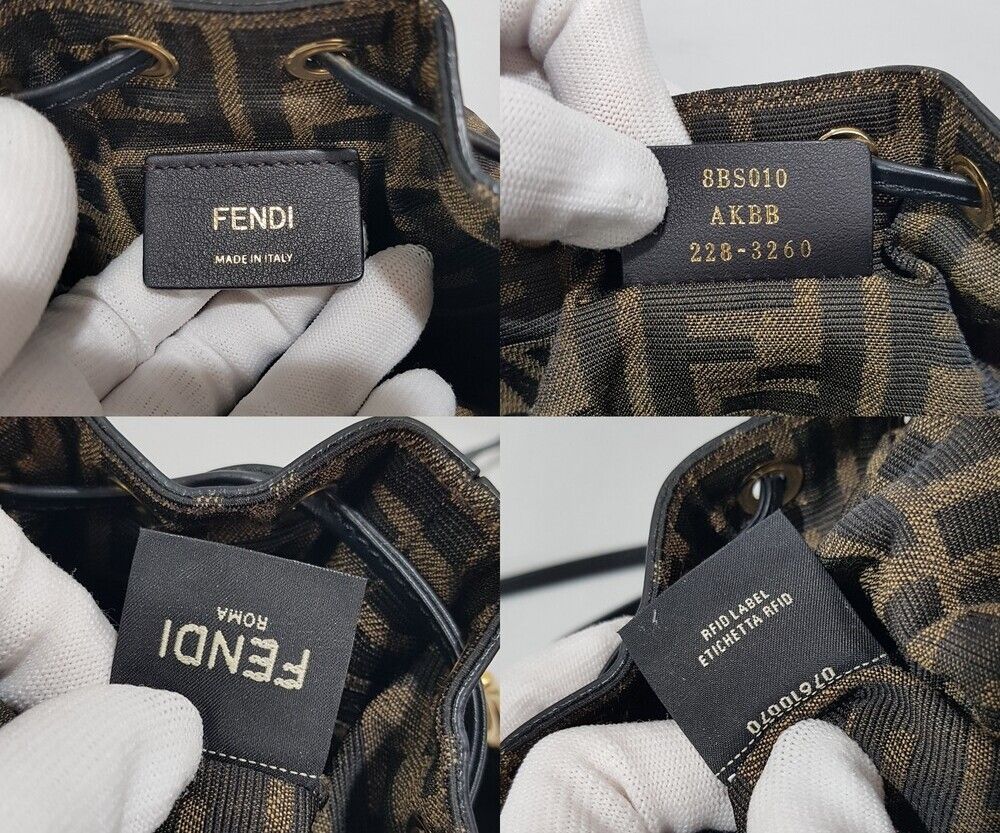 FENDI
MADE IN ITALY
8BS010
AKBB
228-3260
FENDI
ROMA
RFID LABEL
ETICHETTA RFID
07610070